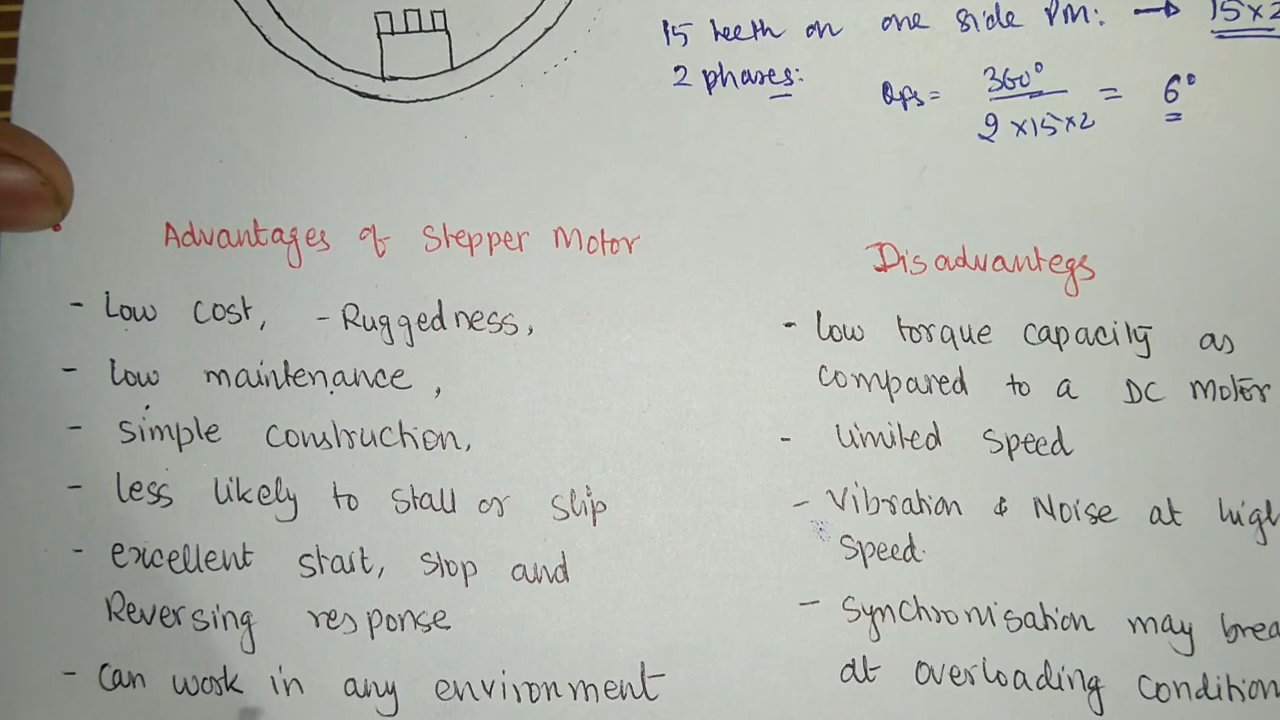 15 teeth on one side PM: → 15×2
2 phases: θps = 360° / 2×15×2 = 6°
Advantages of Stepper Motor
- Low cost, - Ruggedness,
- low maintenance,
- simple construction,
- less likely to stall or slip
- excellent start, stop and
Reversing response
- can work in any environment
Disadvantegs
- low torque capacity as
compared to a DC Motor
- limited speed
- Vibration & Noise at high
speed.
- Synchronisation may brea
at overloading condition